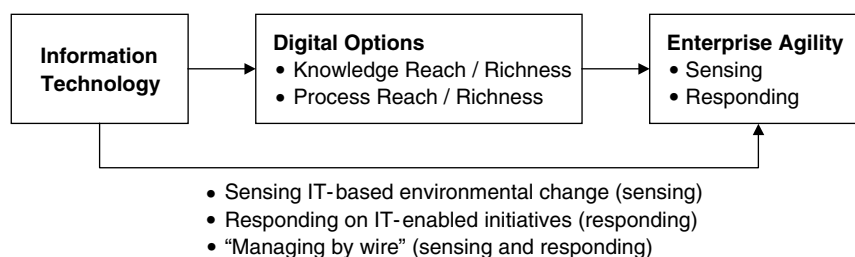 Information
Technology
Digital Options
• Knowledge Reach / Richness
• Process Reach / Richness
Enterprise Agility
• Sensing
• Responding
• Sensing IT-based environmental change (sensing)
• Responding on IT-enabled initiatives (responding)
• “Managing by wire” (sensing and responding)